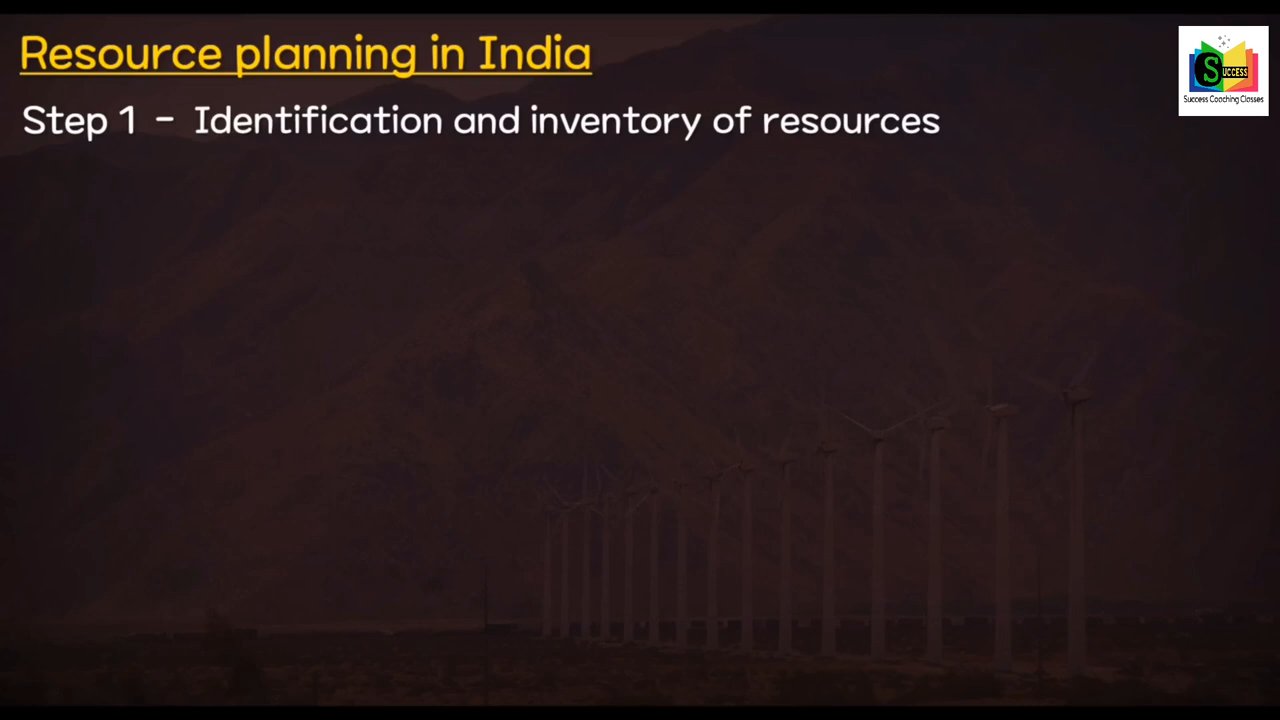 Resource planning in India
Step 1 - Identification and inventory of resources
SUCCESS
Success Coaching Classes